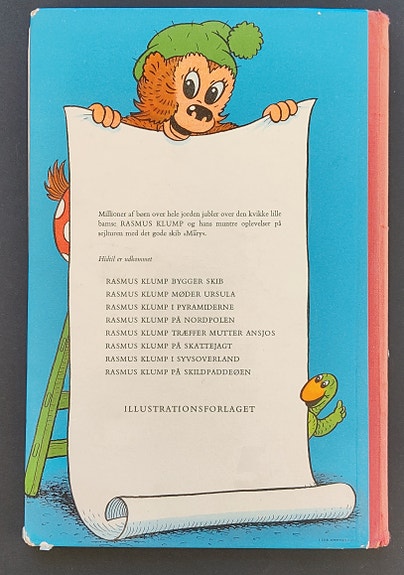 Millioner af børn over hele jorden jubler over den kvikke lille
bamse RASMUS KLUMP og hans muntre oplevelser på
sejlturen med det gode skib »Mary«.
Hidtil er udkommet
RASMUS KLUMP BYGGER SKIB
RASMUS KLUMP MØDER URSULA
RASMUS KLUMP I PYRAMIDERNE
RASMUS KLUMP PÅ NORDPOLEN
RASMUS KLUMP TRÆFFER MUTTER ANSJOS
RASMUS KLUMP PÅ SKATTEJAGT
RASMUS KLUMP I SYVSOVERLAND
RASMUS KLUMP PÅ SKILDPADDEØEN
ILLUSTRATIONSFORLAGET